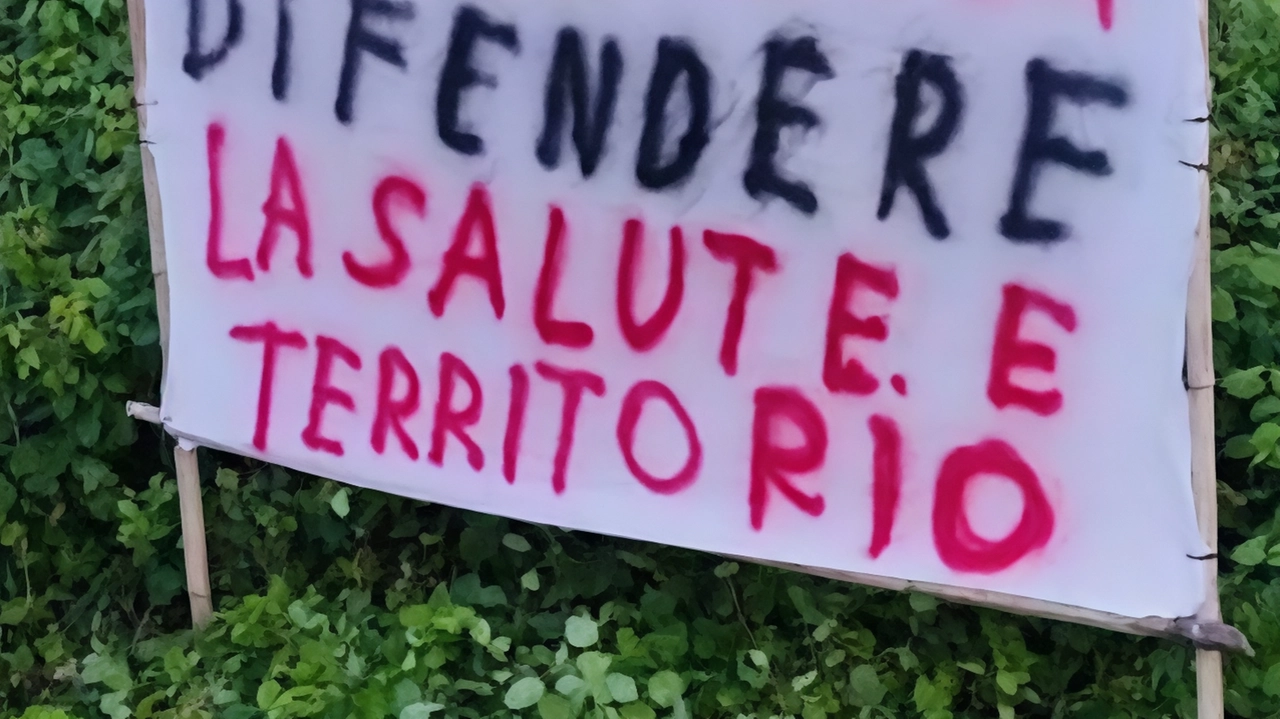 DIFENDERE
LA SALUTE. E
TERRITORIO